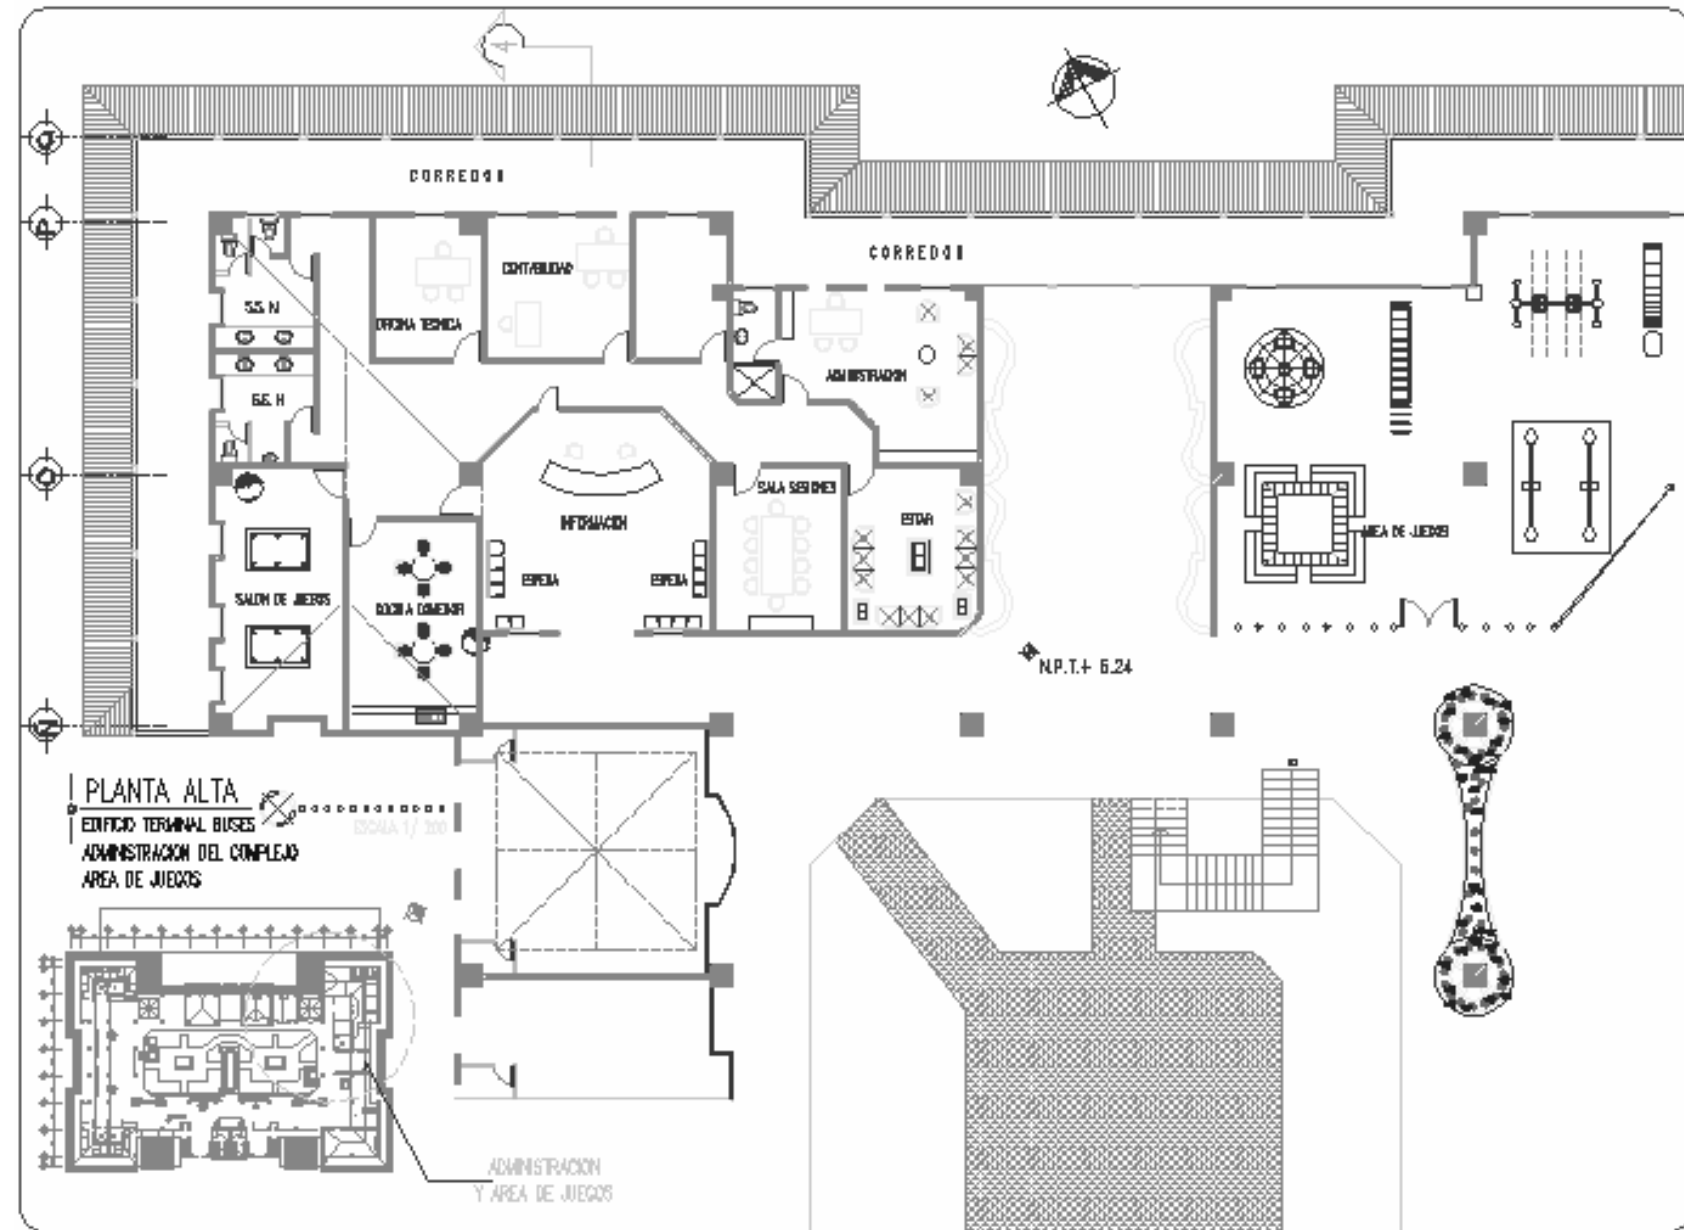 A
CORREDOR
CORREDOR
Q
P
O
N
S.S. M
S.S. H
OFICINA TECNICA
CONTABILIDAD
ADMINISTRACION
INFORMACION
SALA SESIONES
ESTAR
ESPERA
ESPERA
SALON DE JUEGOS
COCINA COMEDOR
AREA DE JUEGOS
N.P.T.+ 6.24
PLANTA ALTA
ESCALA 1/ 200
EDIFICIO TERMINAL BUSES
ADMINISTRACION DEL COMPLEJO
AREA DE JUEGOS
ADMINISTRACION
Y AREA DE JUEGOS